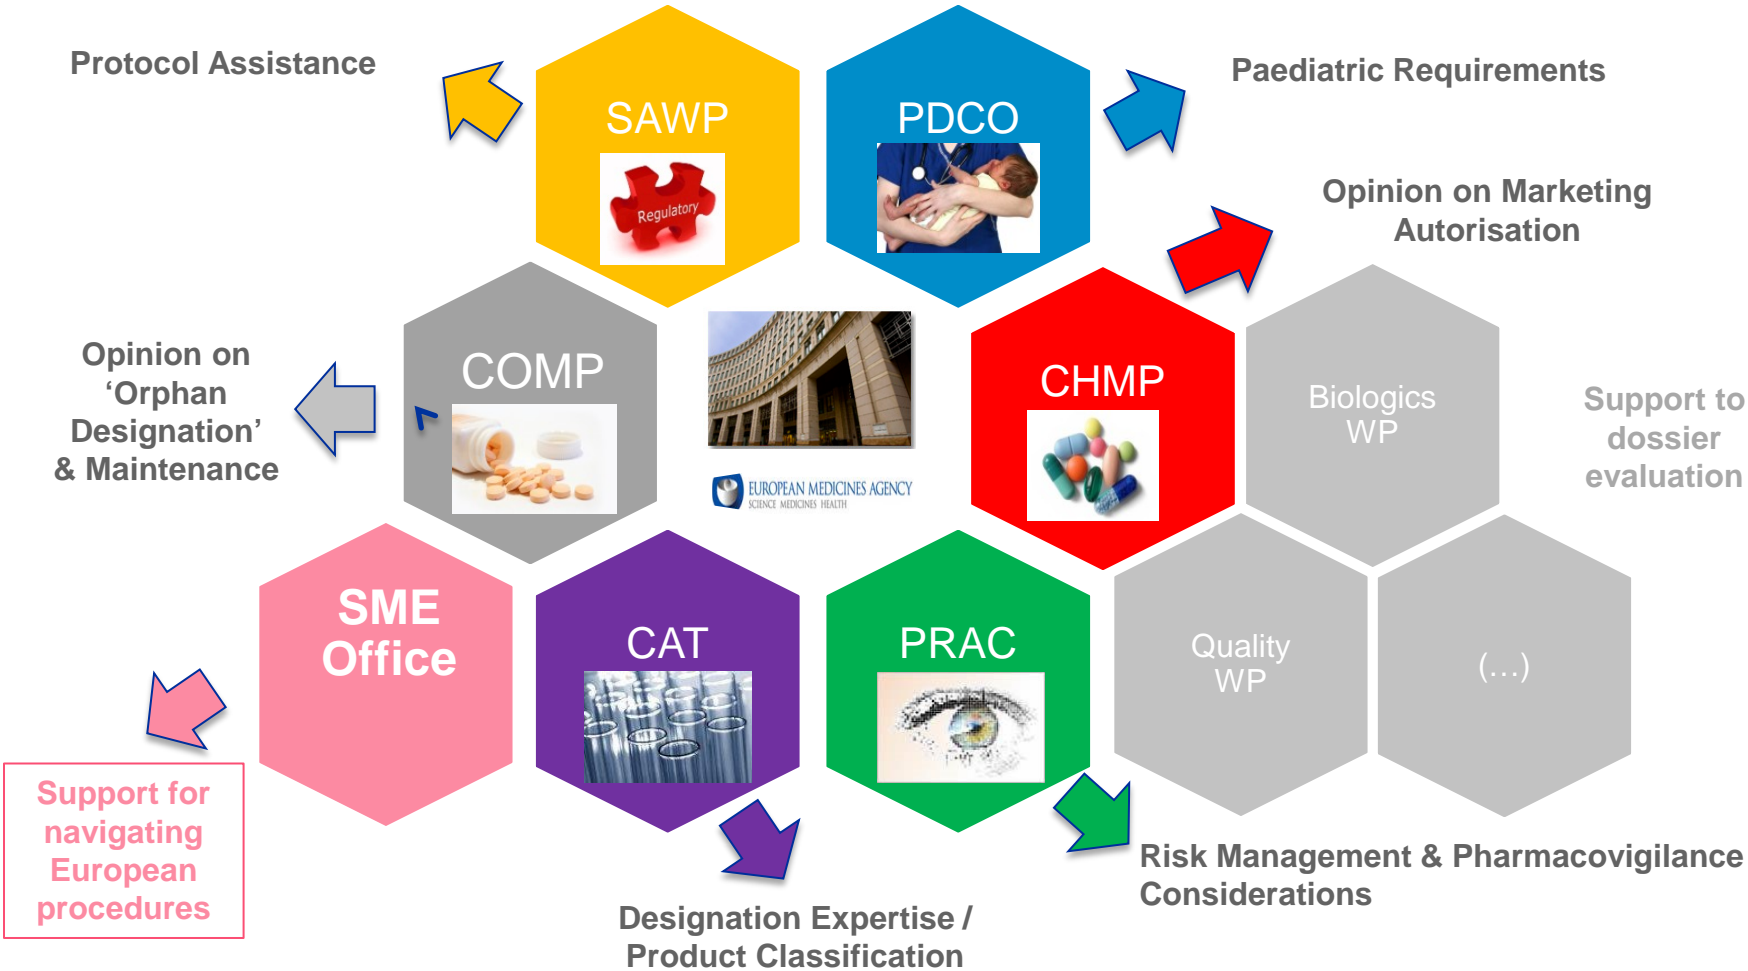 Protocol Assistance
SAWP
Regulatory
PDCO
Paediatric Requirements
Opinion on Marketing
Autorisation
Opinion on
‘Orphan
Designation’
& Maintenance
COMP
EUROPEAN MEDICINES AGENCY
SCIENCE MEDICINES HEALTH
CHMP
Biologics
WP
Support to
dossier
evaluation
SME
Office
CAT
PRAC
Quality
WP
(...)
Support for
navigating
European
procedures
Designation Expertise /
Product Classification
Risk Management & Pharmacovigilance
Considerations